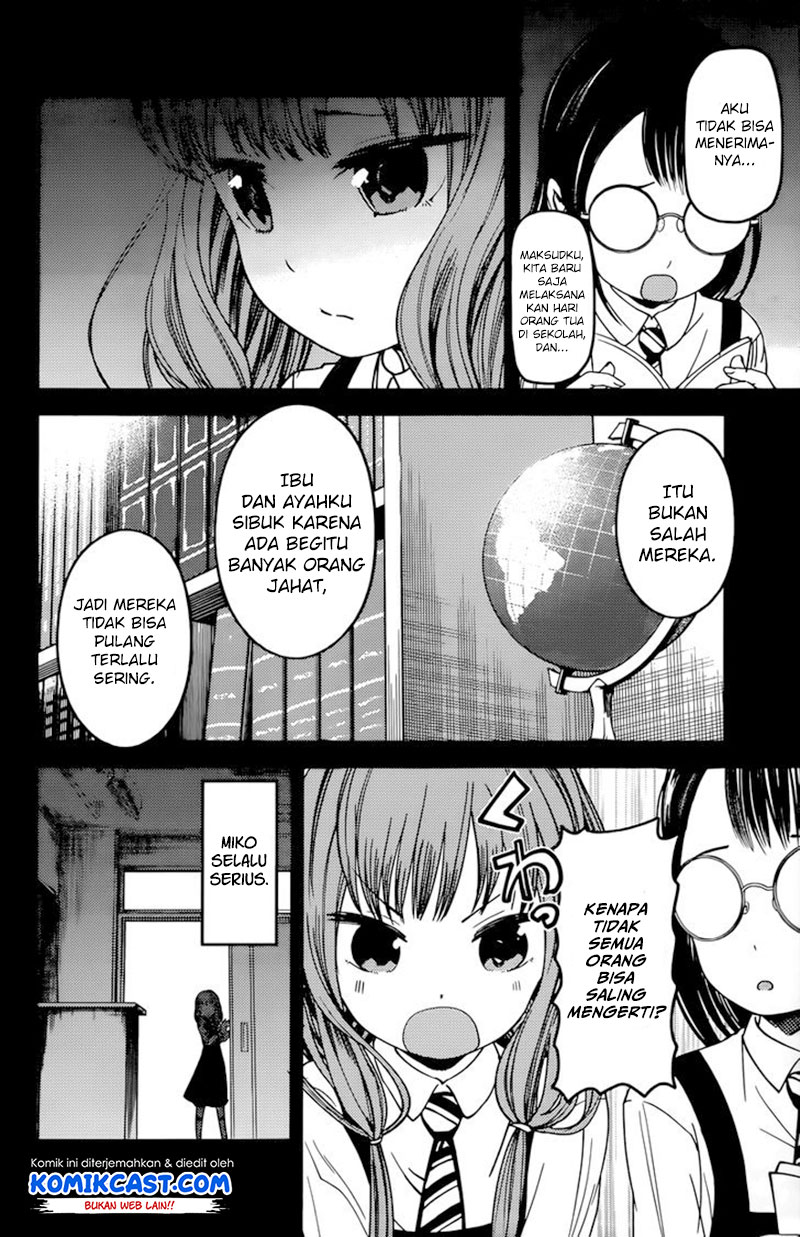 AKU
TIDAK BISA
MENERIMA-
NYA...
MAKSUDKU,
KITA BARU
SAJA
MELAKSANA
KAN HARI
ORANG TUA
DI SEKOLAH,
DAN...
ITU
BUKAN
SALAH
MEREKA.
IBU
DAN AYAHKU
SIBUK KARENA
ADA BEGITU
BANYAK ORANG
JAHAT,
JADI MEREKA
TIDAK BISA
PULANG
TERLALU
SERING.
KENAPA
TIDAK
SEMUA
ORANG
BISA
SALING
MENGERTI?
くわっ
MIKO
SELALU
SERIUS.
Komik ini diterjemahkan & diedit oleh
KOMIKCAST.COM
BUKAN WEB LAIN!!